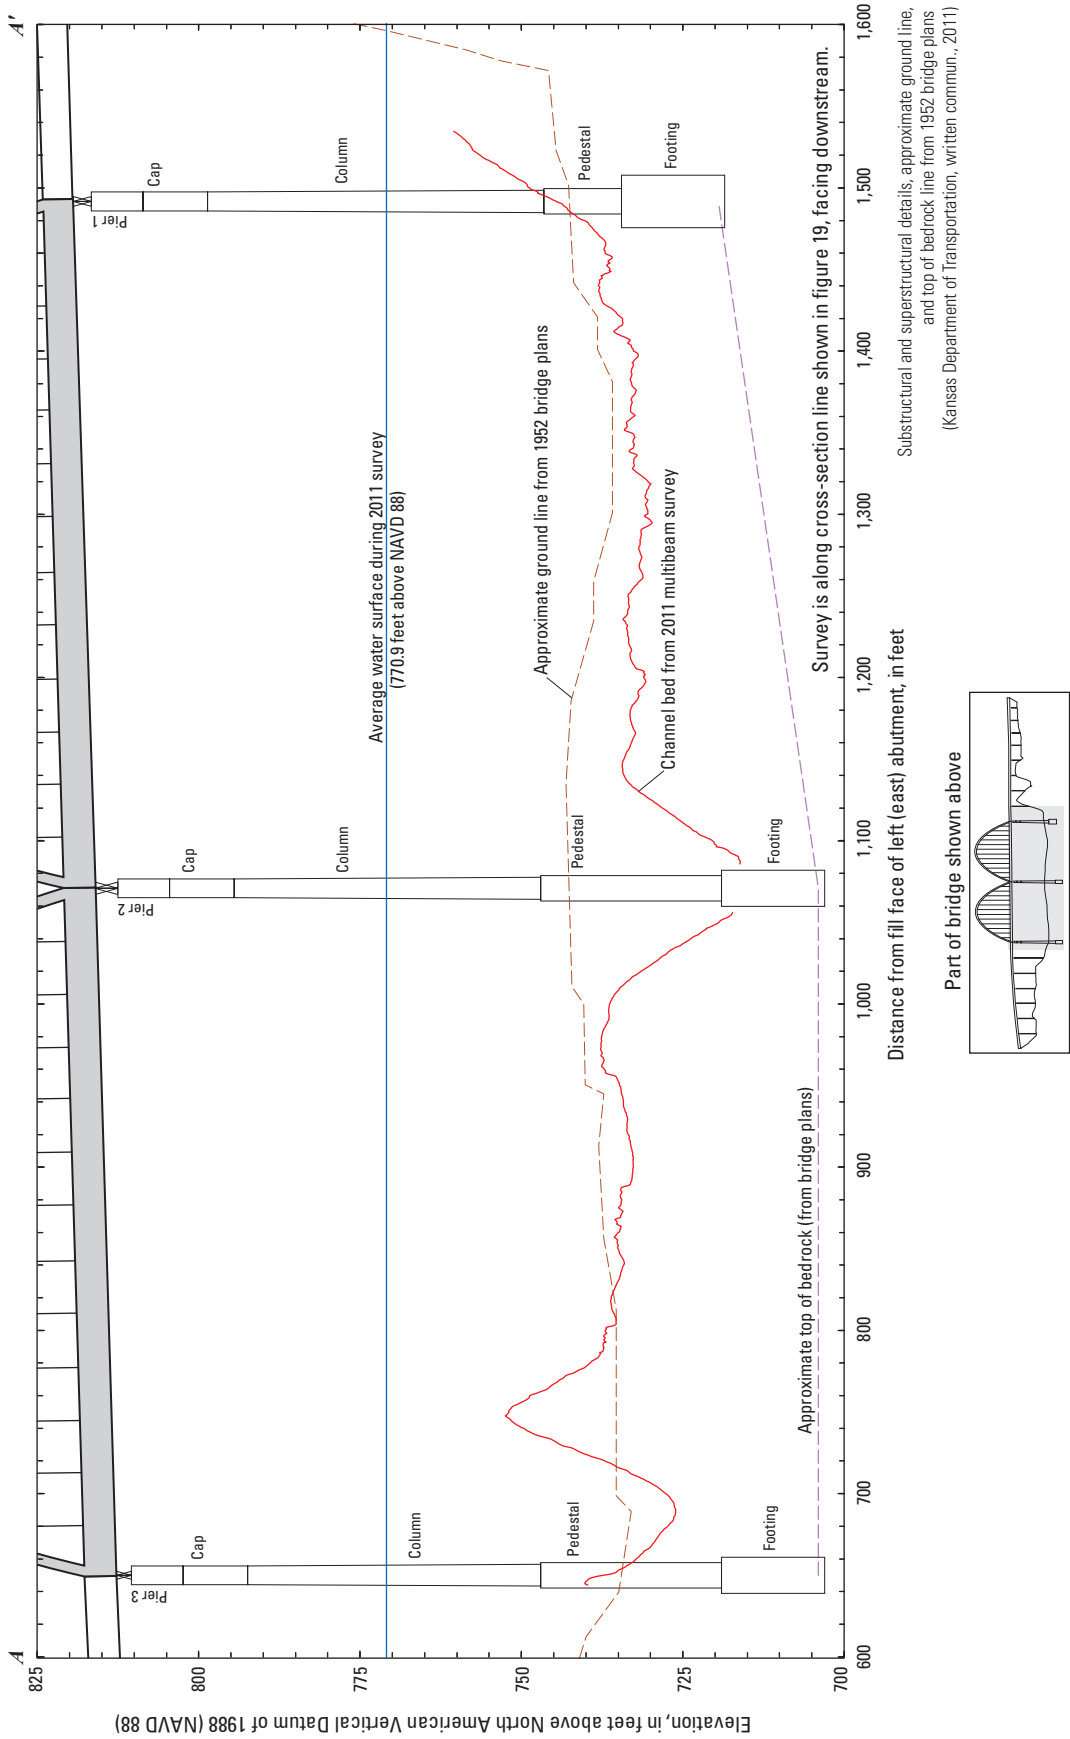 A
A′
Elevation, in feet above North American Vertical Datum of 1988 (NAVD 88)
825
800
775
750
725
700
Pier 3
Cap
Column
Pedestal
Footing
Pier 2
Cap
Column
Pedestal
Footing
Pier 1
Cap
Column
Pedestal
Footing
Average water surface during 2011 survey
(770.9 feet above NAVD 88)
Approximate ground line from 1952 bridge plans
Channel bed from 2011 multibeam survey
Approximate top of bedrock (from bridge plans)
Survey is along cross-section line shown in figure 19, facing downstream.
600
700
800
900
1,000
1,100
1,200
1,300
1,400
1,500
1,600
Distance from fill face of left (east) abutment, in feet
Part of bridge shown above
Substructural and superstructural details, approximate ground line,
and top of bedrock line from 1952 bridge plans
(Kansas Department of Transportation, written commun., 2011)